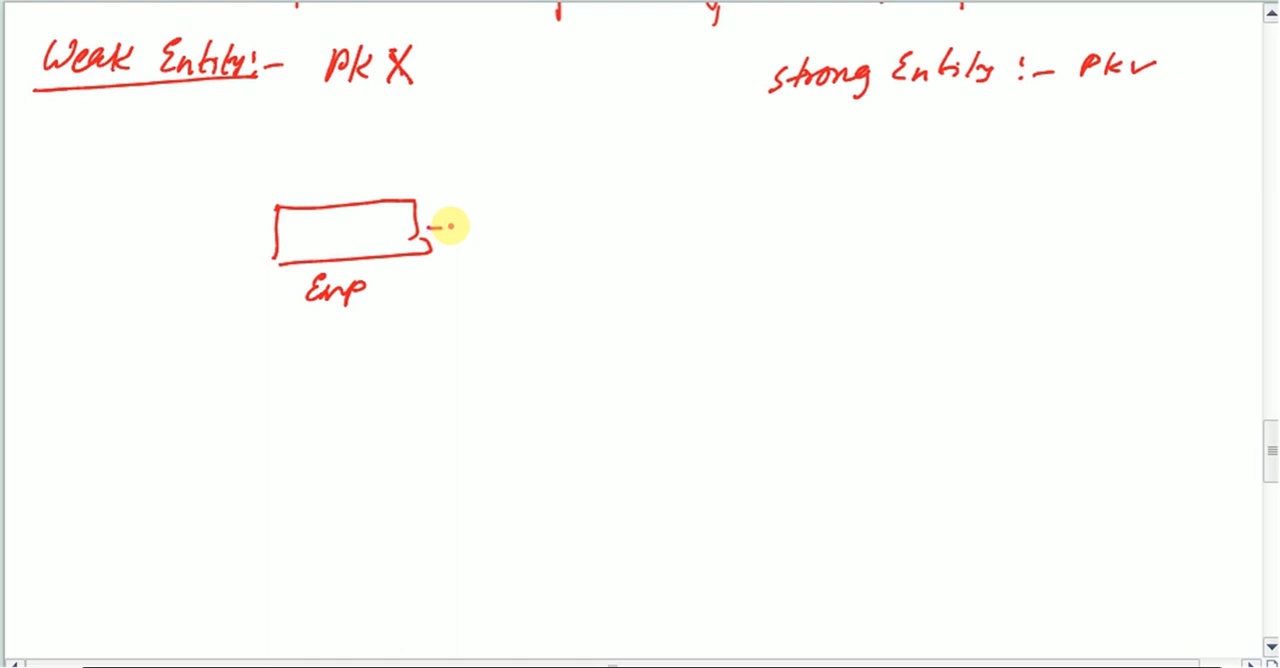 Weak Entity:- PK X
Strong Entity :- PK✓
Emp